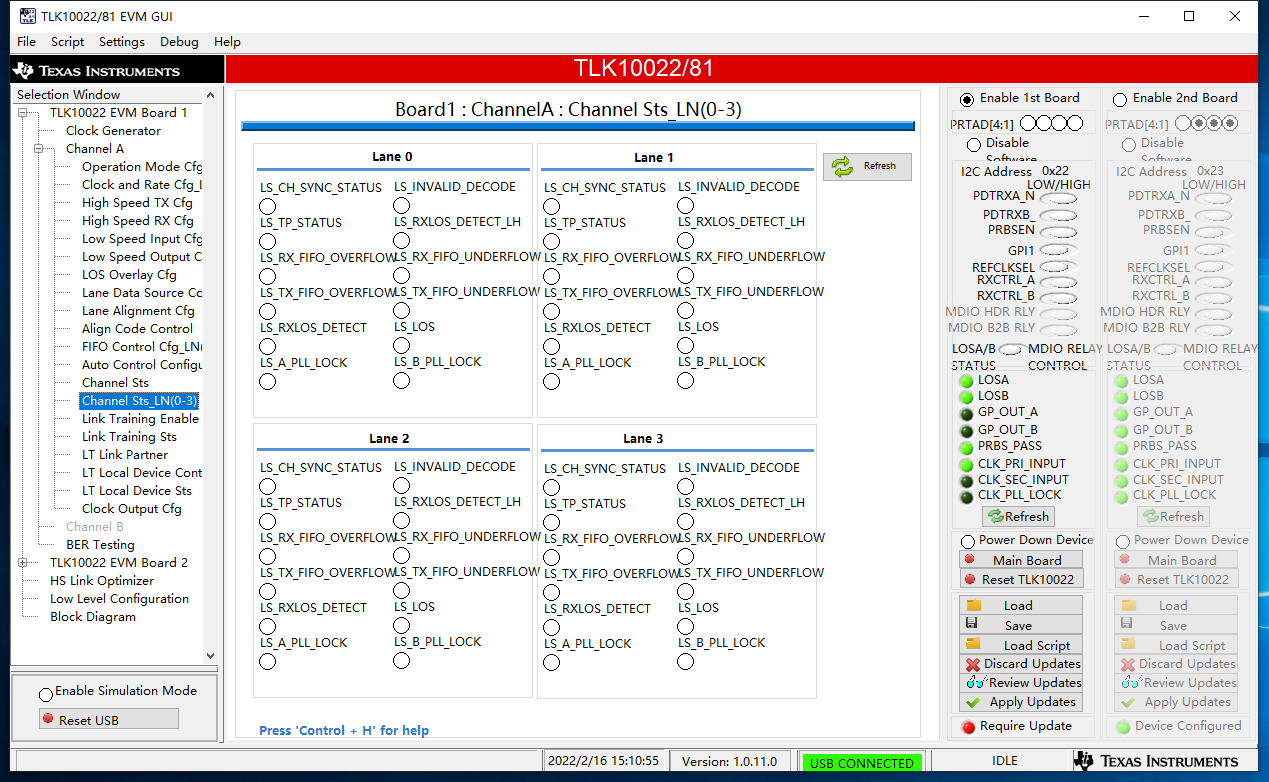 TLK10022/81 EVM GUI
File Script Settings Debug Help
TEXAS INSTRUMENTS
TLK10022/81
Selection Window
TLK10022 EVM Board 1
Clock Generator
Channel A
Operation Mode Cfg
Clock and Rate Cfg_L
High Speed TX Cfg
High Speed RX Cfg
Low Speed Input Cfg
Low Speed Output C
LOS Overlay Cfg
Lane Data Source Co
Lane Alignment Cfg
Align Code Control
FIFO Control Cfg_LN(
Auto Control Configu
Channel Sts
Channel Sts_LN(0-3)
Link Training Enable
Link Training Sts
LT Link Partner
LT Local Device Cont
LT Local Device Sts
Clock Output Cfg
Channel B
BER Testing
TLK10022 EVM Board 2
HS Link Optimizer
Low Level Configuration
Block Diagram
Enable Simulation Mode
Reset USB
Board1 : ChannelA : Channel Sts_LN(0-3)
Refresh
Lane 0
LS_CH_SYNC_STATUS LS_INVALID_DECODE
LS_TP_STATUS LS_RXLOS_DETECT_LH
LS_RX_FIFO_OVERFLOW LS_RX_FIFO_UNDERFLOW
LS_TX_FIFO_OVERFLOW LS_TX_FIFO_UNDERFLOW
LS_RXLOS_DETECT LS_LOS
LS_A_PLL_LOCK LS_B_PLL_LOCK
Lane 1
LS_CH_SYNC_STATUS LS_INVALID_DECODE
LS_TP_STATUS LS_RXLOS_DETECT_LH
LS_RX_FIFO_OVERFLOW LS_RX_FIFO_UNDERFLOW
LS_TX_FIFO_OVERFLOW LS_TX_FIFO_UNDERFLOW
LS_RXLOS_DETECT LS_LOS
LS_A_PLL_LOCK LS_B_PLL_LOCK
Lane 2
LS_CH_SYNC_STATUS LS_INVALID_DECODE
LS_TP_STATUS LS_RXLOS_DETECT_LH
LS_RX_FIFO_OVERFLOW LS_RX_FIFO_UNDERFLOW
LS_TX_FIFO_OVERFLOW LS_TX_FIFO_UNDERFLOW
LS_RXLOS_DETECT LS_LOS
LS_A_PLL_LOCK LS_B_PLL_LOCK
Lane 3
LS_CH_SYNC_STATUS LS_INVALID_DECODE
LS_TP_STATUS LS_RXLOS_DETECT_LH
LS_RX_FIFO_OVERFLOW LS_RX_FIFO_UNDERFLOW
LS_TX_FIFO_OVERFLOW LS_TX_FIFO_UNDERFLOW
LS_RXLOS_DETECT LS_LOS
LS_A_PLL_LOCK LS_B_PLL_LOCK
Press 'Control + H' for help
Enable 1st Board
PRTAD[4:1]
Disable
Software
I2C Address 0x22
LOW/HIGH
PDTRXA_N
PDTRXB_
PRBSEN
GPI1
REFCLKSEL
RXCTRL_A
RXCTRL_B
MDIO HDR RLY
MDIO B2B RLY
LOSA/B MDIO RELAY
STATUS CONTROL
LOSA
LOSB
GP_OUT_A
GP_OUT_B
PRBS_PASS
CLK_PRI_INPUT
CLK_SEC_INPUT
CLK_PLL_LOCK
Refresh
Power Down Device
Main Board
Reset TLK10022
Load
Save
Load Script
Discard Updates
Review Updates
Apply Updates
Require Update
Enable 2nd Board
PRTAD[4:1]
Disable
Software
I2C Address 0x23
LOW/HIGH
PDTRXA_N
PDTRXB_
PRBSEN
GPI1
REFCLKSEL
RXCTRL_A
RXCTRL_B
MDIO HDR RLY
MDIO B2B RLY
LOSA/B MDIO RELAY
STATUS CONTROL
LOSA
LOSB
GP_OUT_A
GP_OUT_B
PRBS_PASS
CLK_PRI_INPUT
CLK_SEC_INPUT
CLK_PLL_LOCK
Refresh
Power Down Device
Main Board
Reset TLK10022
Load
Save
Load Script
Discard Updates
Review Updates
Apply Updates
Device Configured
2022/2/16 15:10:55 Version: 1.0.11.0 USB CONNECTED IDLE TEXAS INSTRUMENTS